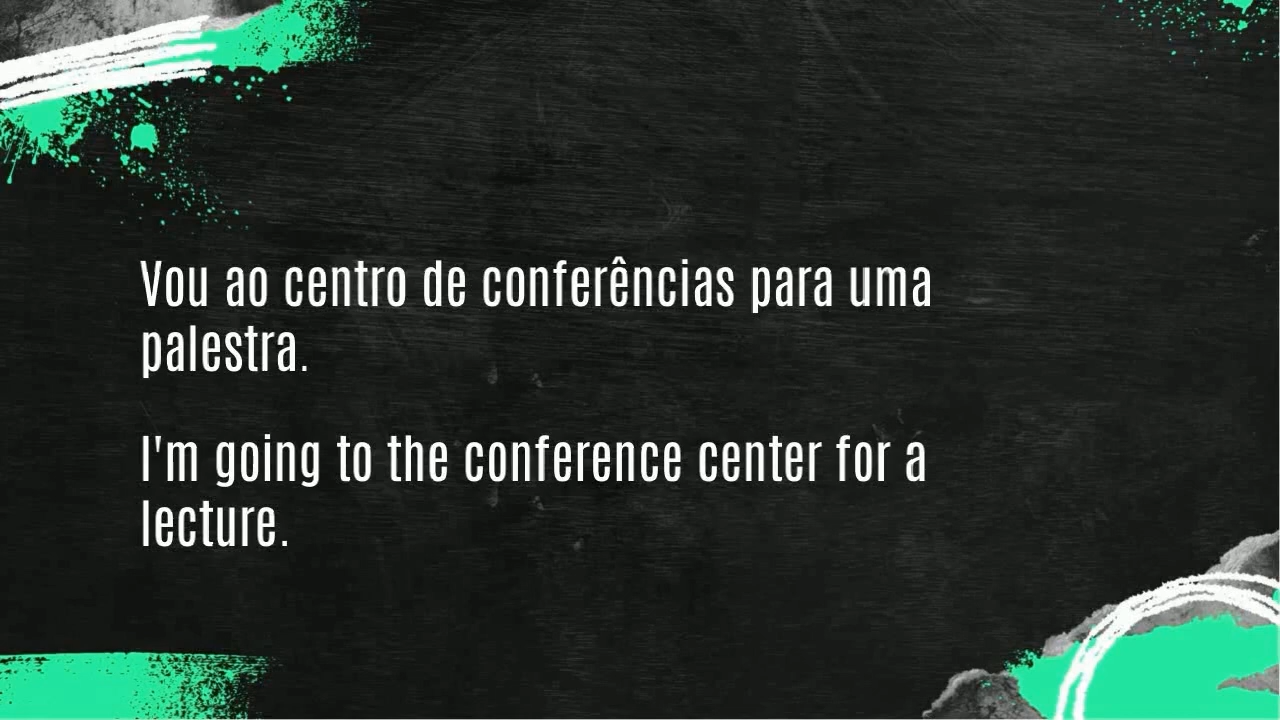 Vou ao centro de conferências para uma
palestra.
I'm going to the conference center for a
lecture.